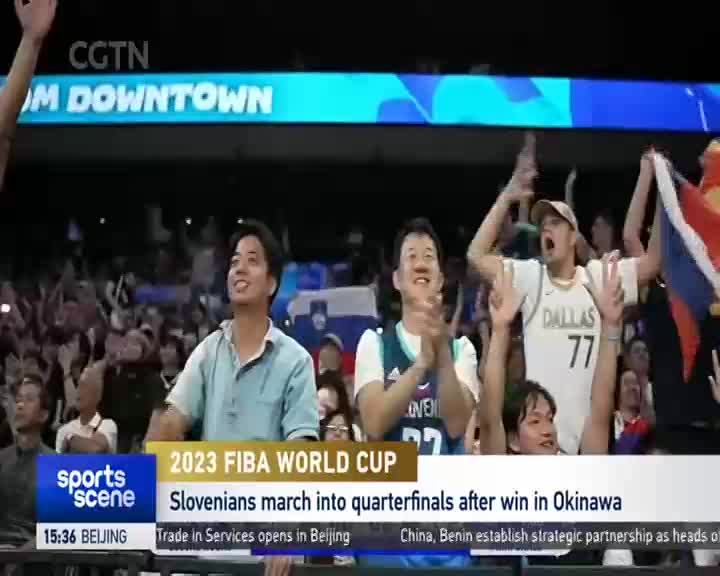 CGTN
OM DOWNTOWN
DALLAS
77
2023 FIBA WORLD CUP
sports
scene
Slovenians march into quarterfinals after win in Okinawa
15:36 BEIJING
Trade in Services opens in Beijing
China, Benin establish strategic partnership as heads of